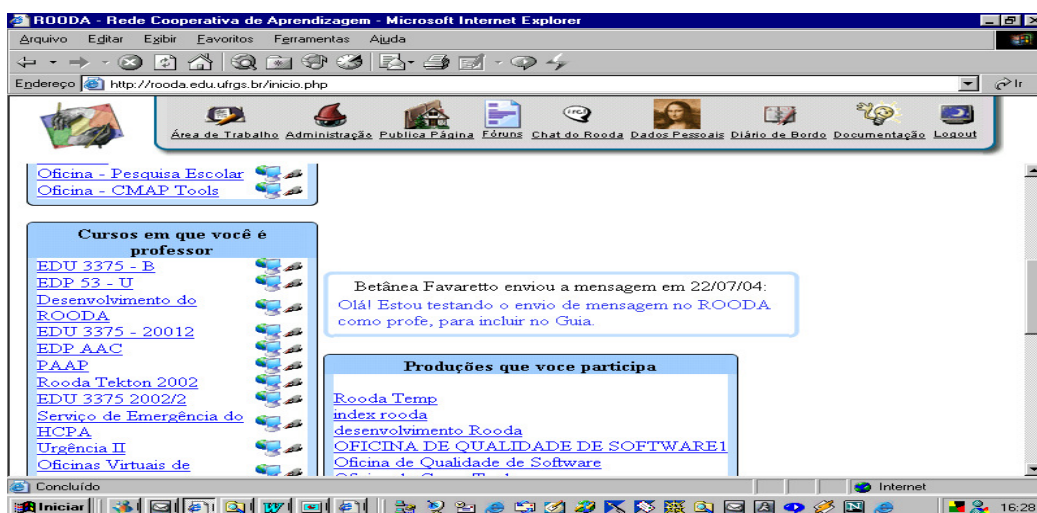 ROODA - Rede Cooperativa de Aprendizagem - Microsoft Internet Explorer
Arquivo Editar Exibir Favoritos Ferramentas Ajuda
Endereço http://rooda.edu.ufrgs.br/inicio.php Ir
Área de Trabalho Administração Publica Página Fóruns Chat do Rooda Dados Pessoais Diário de Bordo Documentação Logout
Oficina - Pesquisa Escolar
Oficina - CMAP Tools
Cursos em que você é
professor
EDU 3375 - B
EDP 53 - U
Desenvolvimento do
ROODA
EDU 3375 - 20012
EDP AAC
PAAP
Rooda Tekton 2002
EDU 3375 2002/2
Serviço de Emergência do
HCPA
Urgência II
Oficinas Virtuais de
Betânea Favaretto enviou a mensagem em 22/07/04:
Olá! Estou testando o envio de mensagem no ROODA
como profe, para incluir no Guia.
Produções que voce participa
Rooda Temp
index rooda
desenvolvimento Rooda
OFICINA DE QUALIDADE DE SOFTWARE1
Oficina de Qualidade de Software
Concluído Internet
Iniciar 16:28